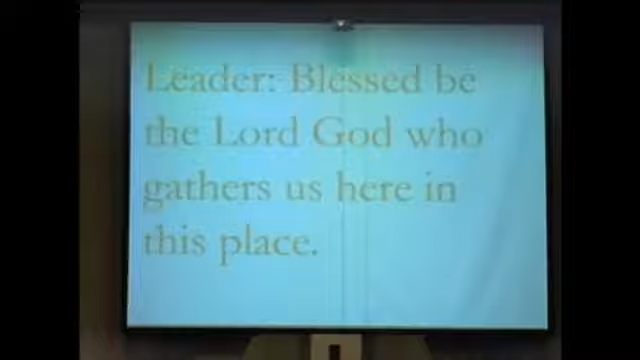 Leader: Blessed be
the Lord God who
gathers us here in
this place.